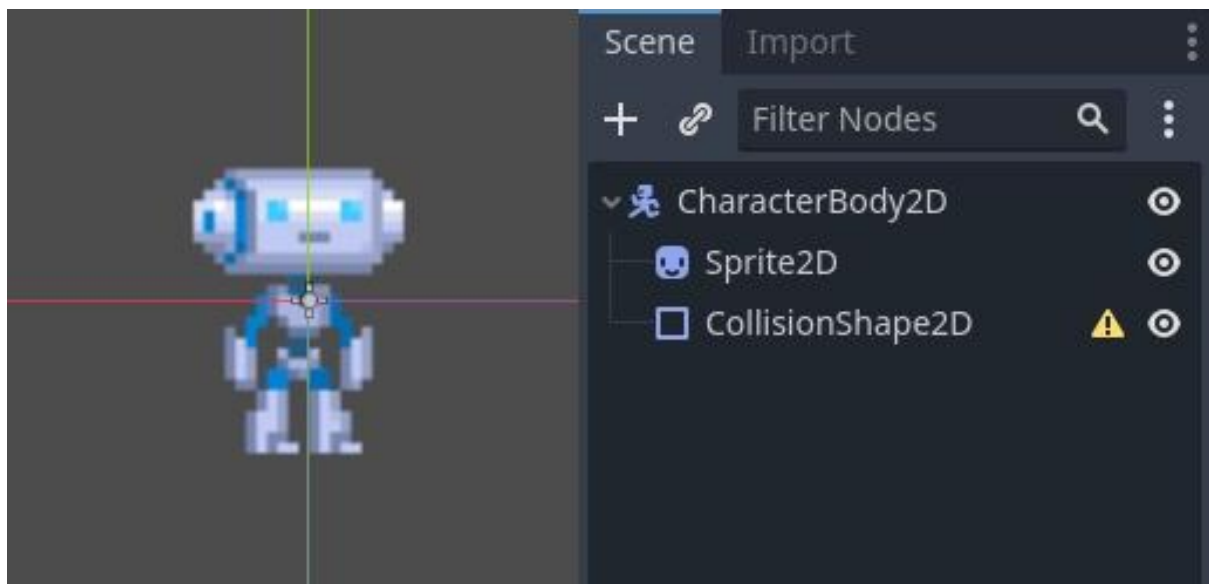 Scene Import
Filter Nodes
CharacterBody2D
Sprite2D
CollisionShape2D